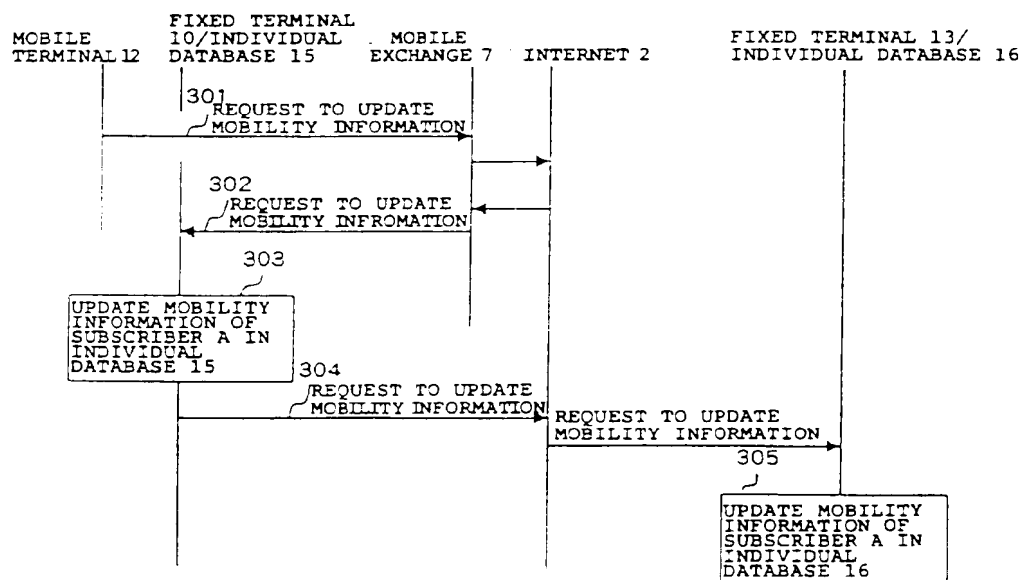 MOBILE
TERMINAL 12
FIXED TERMINAL
10/INDIVIDUAL
DATABASE 15
MOBILE
EXCHANGE 7
INTERNET 2
FIXED TERMINAL 13/
INDIVIDUAL DATABASE 16
301
REQUEST TO UPDATE
MOBILITY INFORMATION
302
REQUEST TO UPDATE
MOBILITY INFROMATION
303
UPDATE MOBILITY
INFORMATION OF
SUBSCRIBER A IN
INDIVIDUAL
DATABASE 15
304
REQUEST TO UPDATE
MOBILITY INFORMATION
REQUEST TO UPDATE
MOBILITY INFORMATION
305
UPDATE MOBILITY
INFORMATION OF
SUBSCRIBER A IN
INDIVIDUAL
DATABASE 16